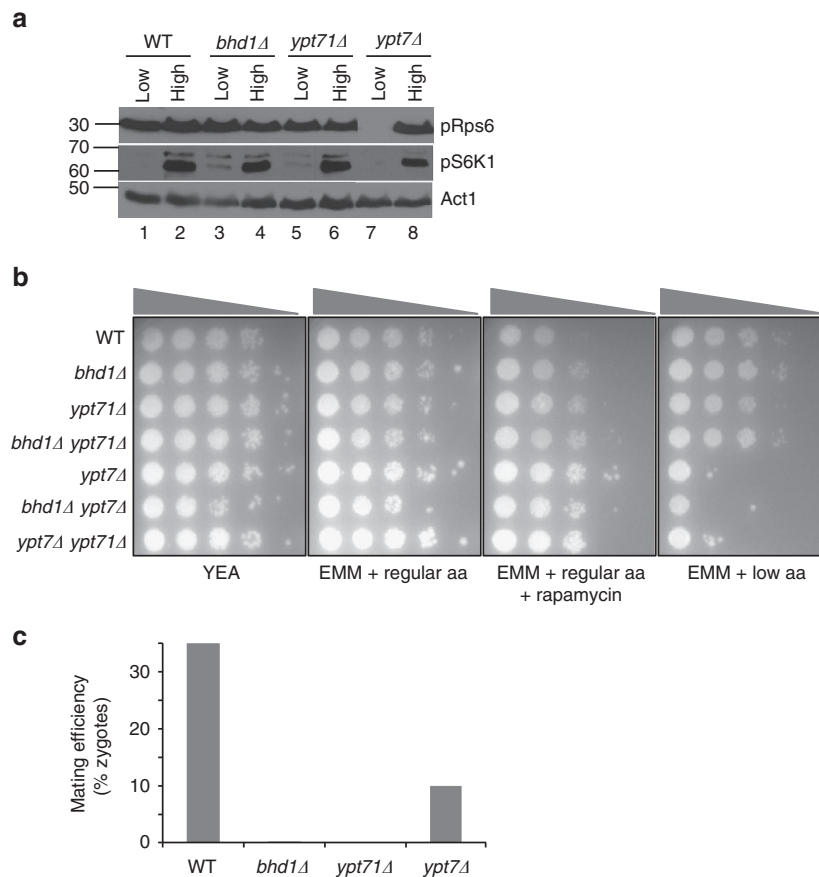 a
WT bhd1Δ ypt71Δ ypt7Δ
Low High Low High Low High Low High
30 pRps6
70
60 pS6K1
50 Act1
1 2 3 4 5 6 7 8
b
WT
bhd1Δ
ypt71Δ
bhd1Δ ypt71Δ
ypt7Δ
bhd1Δ ypt7Δ
ypt7Δ ypt71Δ
YEA EMM + regular aa EMM + regular aa EMM + low aa
+ rapamycin
c
Mating efficiency
(% zygotes)
30
20
10
0
WT bhd1Δ ypt71Δ ypt7Δ